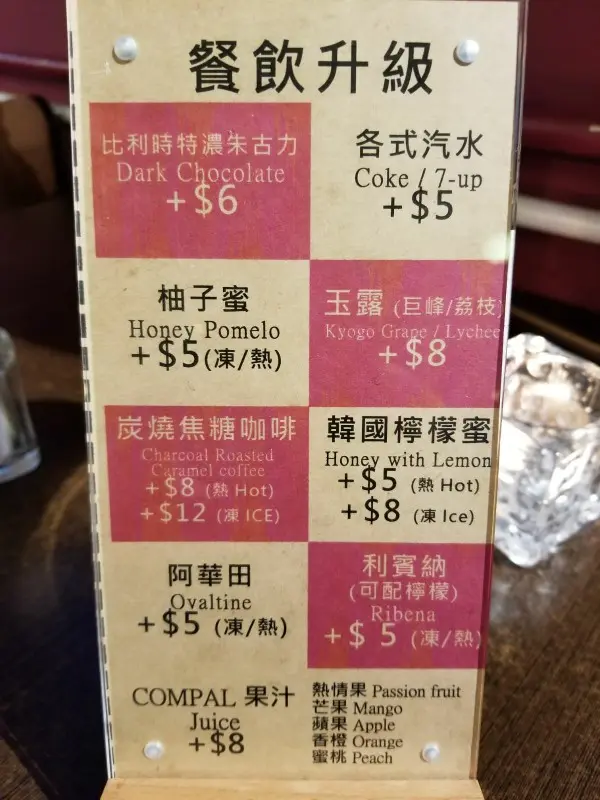 餐飲升級
比利時特濃朱古力
Dark Chocolate
+$6
各式汽水
Coke / 7-up
+$5
柚子蜜
Honey Pomelo
+$5(凍/熱)
玉露 (巨峰/荔枝
Kyogo Grape / Lychee
+$8
炭燒焦糖咖啡
Charcoal Roasted
Caramel coffee
+$8 (熱 Hot)
+$12 (凍 ICE)
韓國檸檬蜜
Honey with Lemon
+$5 (熱 Hot)
+$8 (凍 Ice)
阿華田
Ovaltine
+$5 (凍/熱)
利賓納
(可配檸檬)
Ribena
+$ 5 (凍/熱)
COMPAL 果汁
Juice
+$8
熱情果 Passion fruit
芒果 Mango
蘋果 Apple
香橙 Orange
蜜桃 Peach